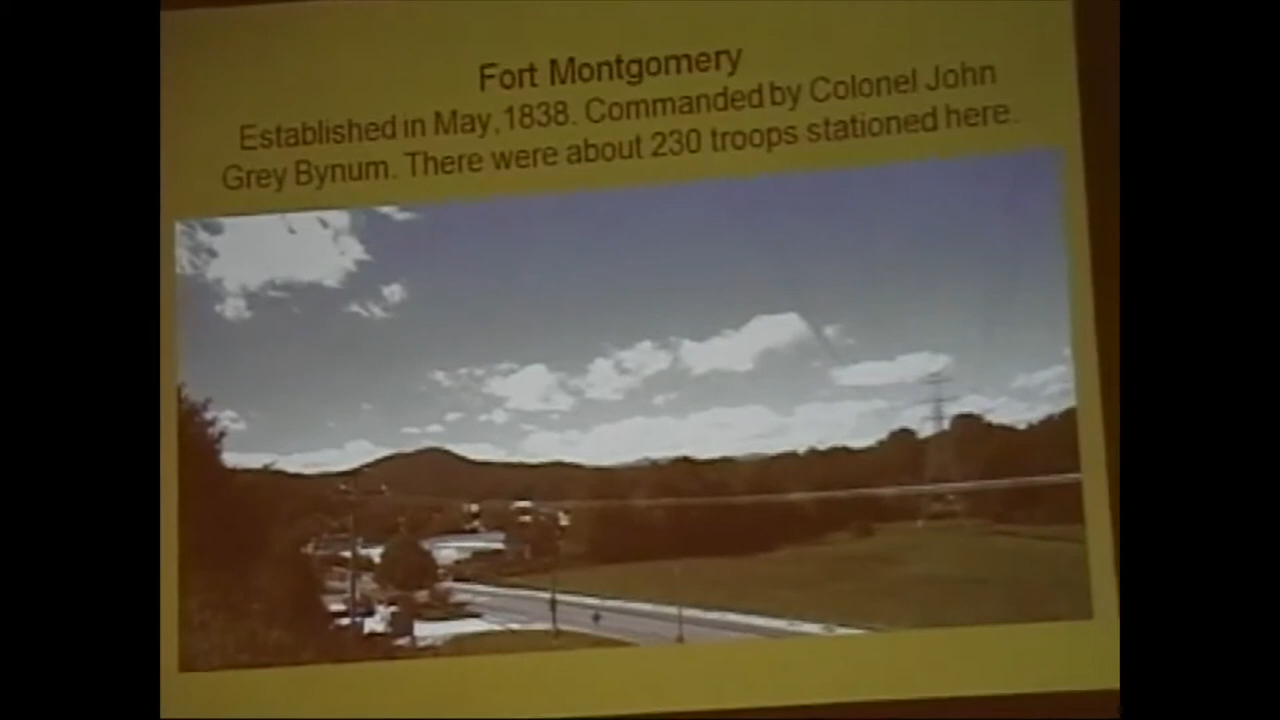 Fort Montgomery
Established in May, 1838. Commanded by Colonel John
Grey Bynum. There were about 230 troops stationed here.